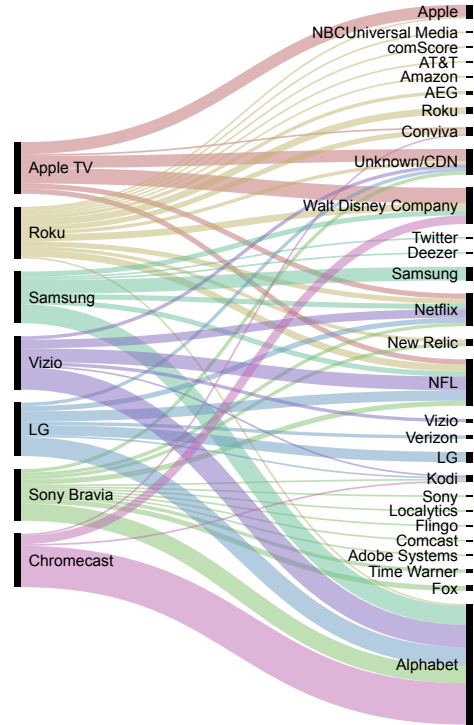 Apple TV
Roku
Samsung
Vizio
LG
Sony Bravia
Chromecast
Apple
NBCUniversal Media
comScore
AT&T
Amazon
AEG
Roku
Conviva
Unknown/CDN
Walt Disney Company
Twitter
Deezer
Samsung
Netflix
New Relic
NFL
Vizio
Verizon
LG
Kodi
Sony
Localytics
Flingo
Comcast
Adobe Systems
Time Warner
Fox
Alphabet